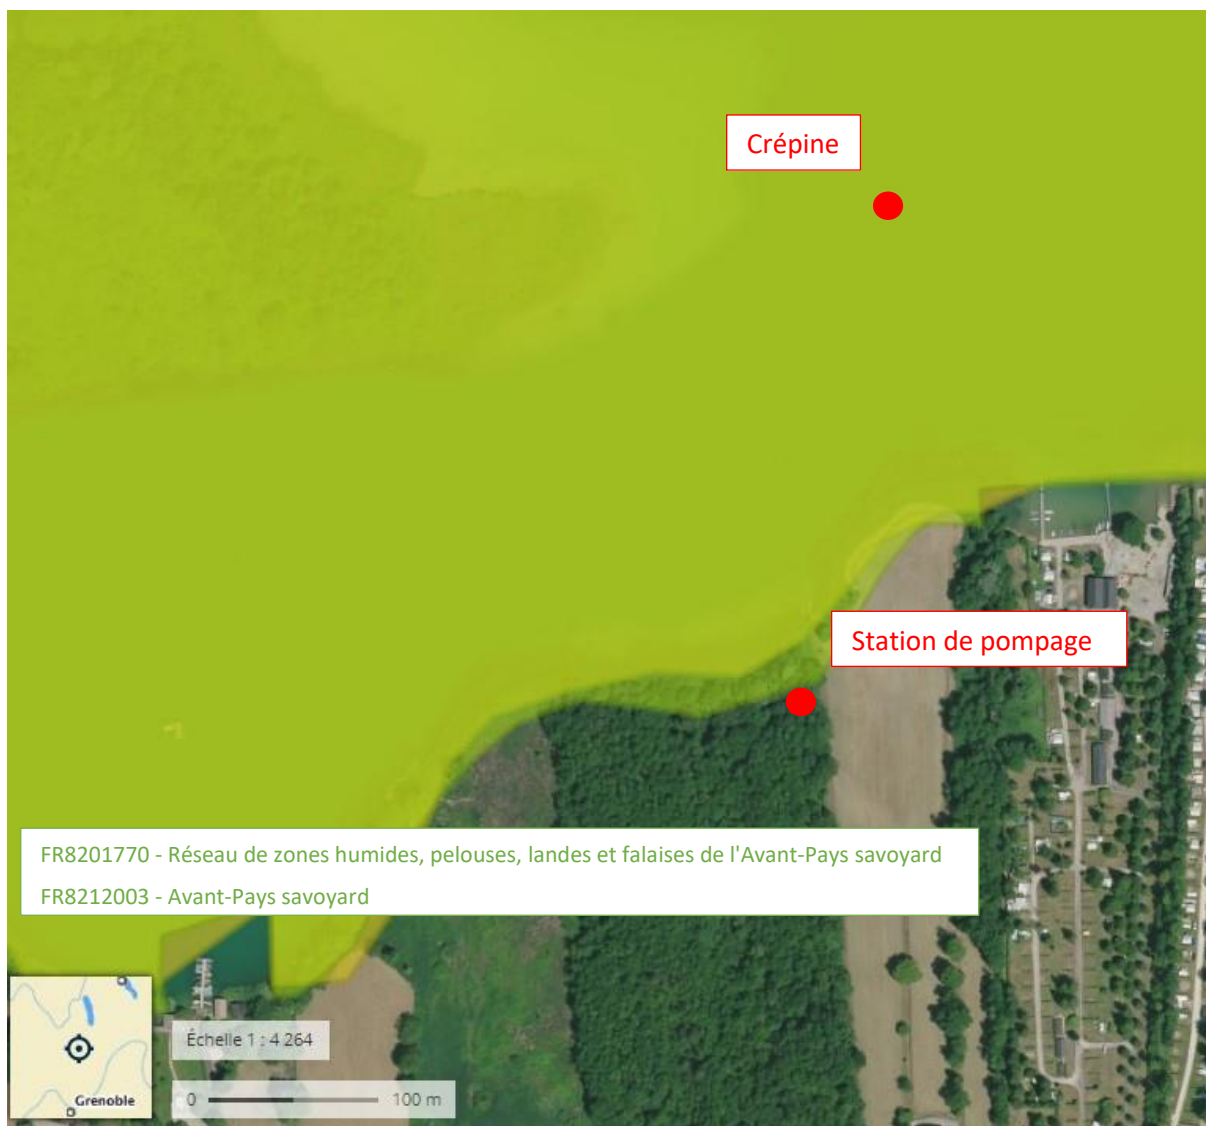 Crépine
Station de pompage
FR8201770 - Réseau de zones humides, pelouses, landes et falaises de l'Avant-Pays savoyard
FR8212003 - Avant-Pays savoyard
Échelle 1 : 4 264
Grenoble
0 100 m